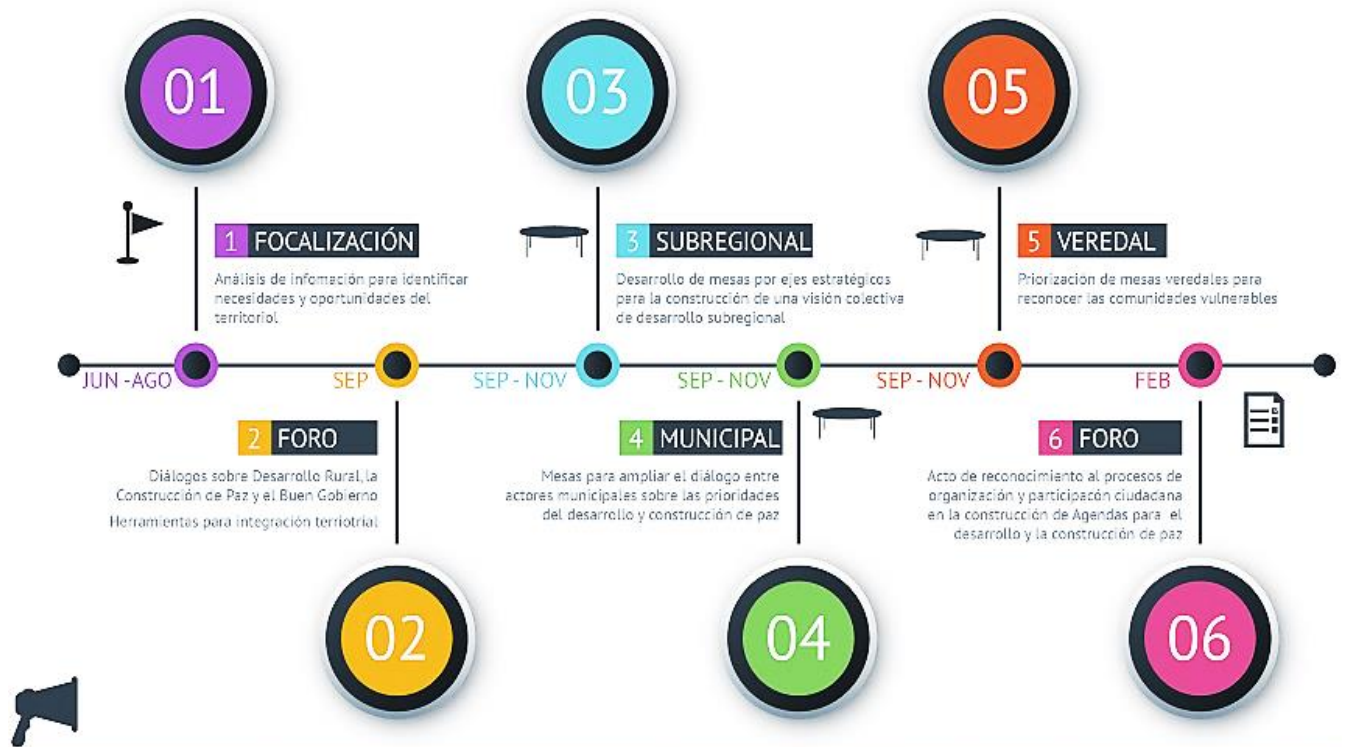 01
03
05
1 FOCALIZACIÓN
Análisis de infomación para identificar
necesidades y oportunidades del
territoriol
3 SUBREGIONAL
Desarrollo de mesas por ejes estratégicos
para la construcción de una visión colectiva
de desarrollo subregional
5 VEREDAL
Priorización de mesas veredales para
reconocer las comunidades vulnerables
JUN -AGO
SEP
SEP - NOV
SEP - NOV
SEP - NOV
FEB
2 FORO
Diálogos sobre Desarrollo Rural, la
Construcción de Paz y el Buen Gobierno
Herramientas para integración terriotrial
4 MUNICIPAL
Mesas para ampliar el diálogo entre
actores municipales sobre las prioridades
del desarrollo y construcción de paz
6 FORO
Acto de reconocimiento al procesos de
organización y participacón ciudadana
en la construcción de Agendas para el
desarrollo y la construcción de paz
02
04
06